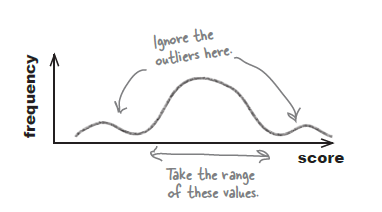 Ignore the
outliers here.
frequency
score
Take the range
of these values.